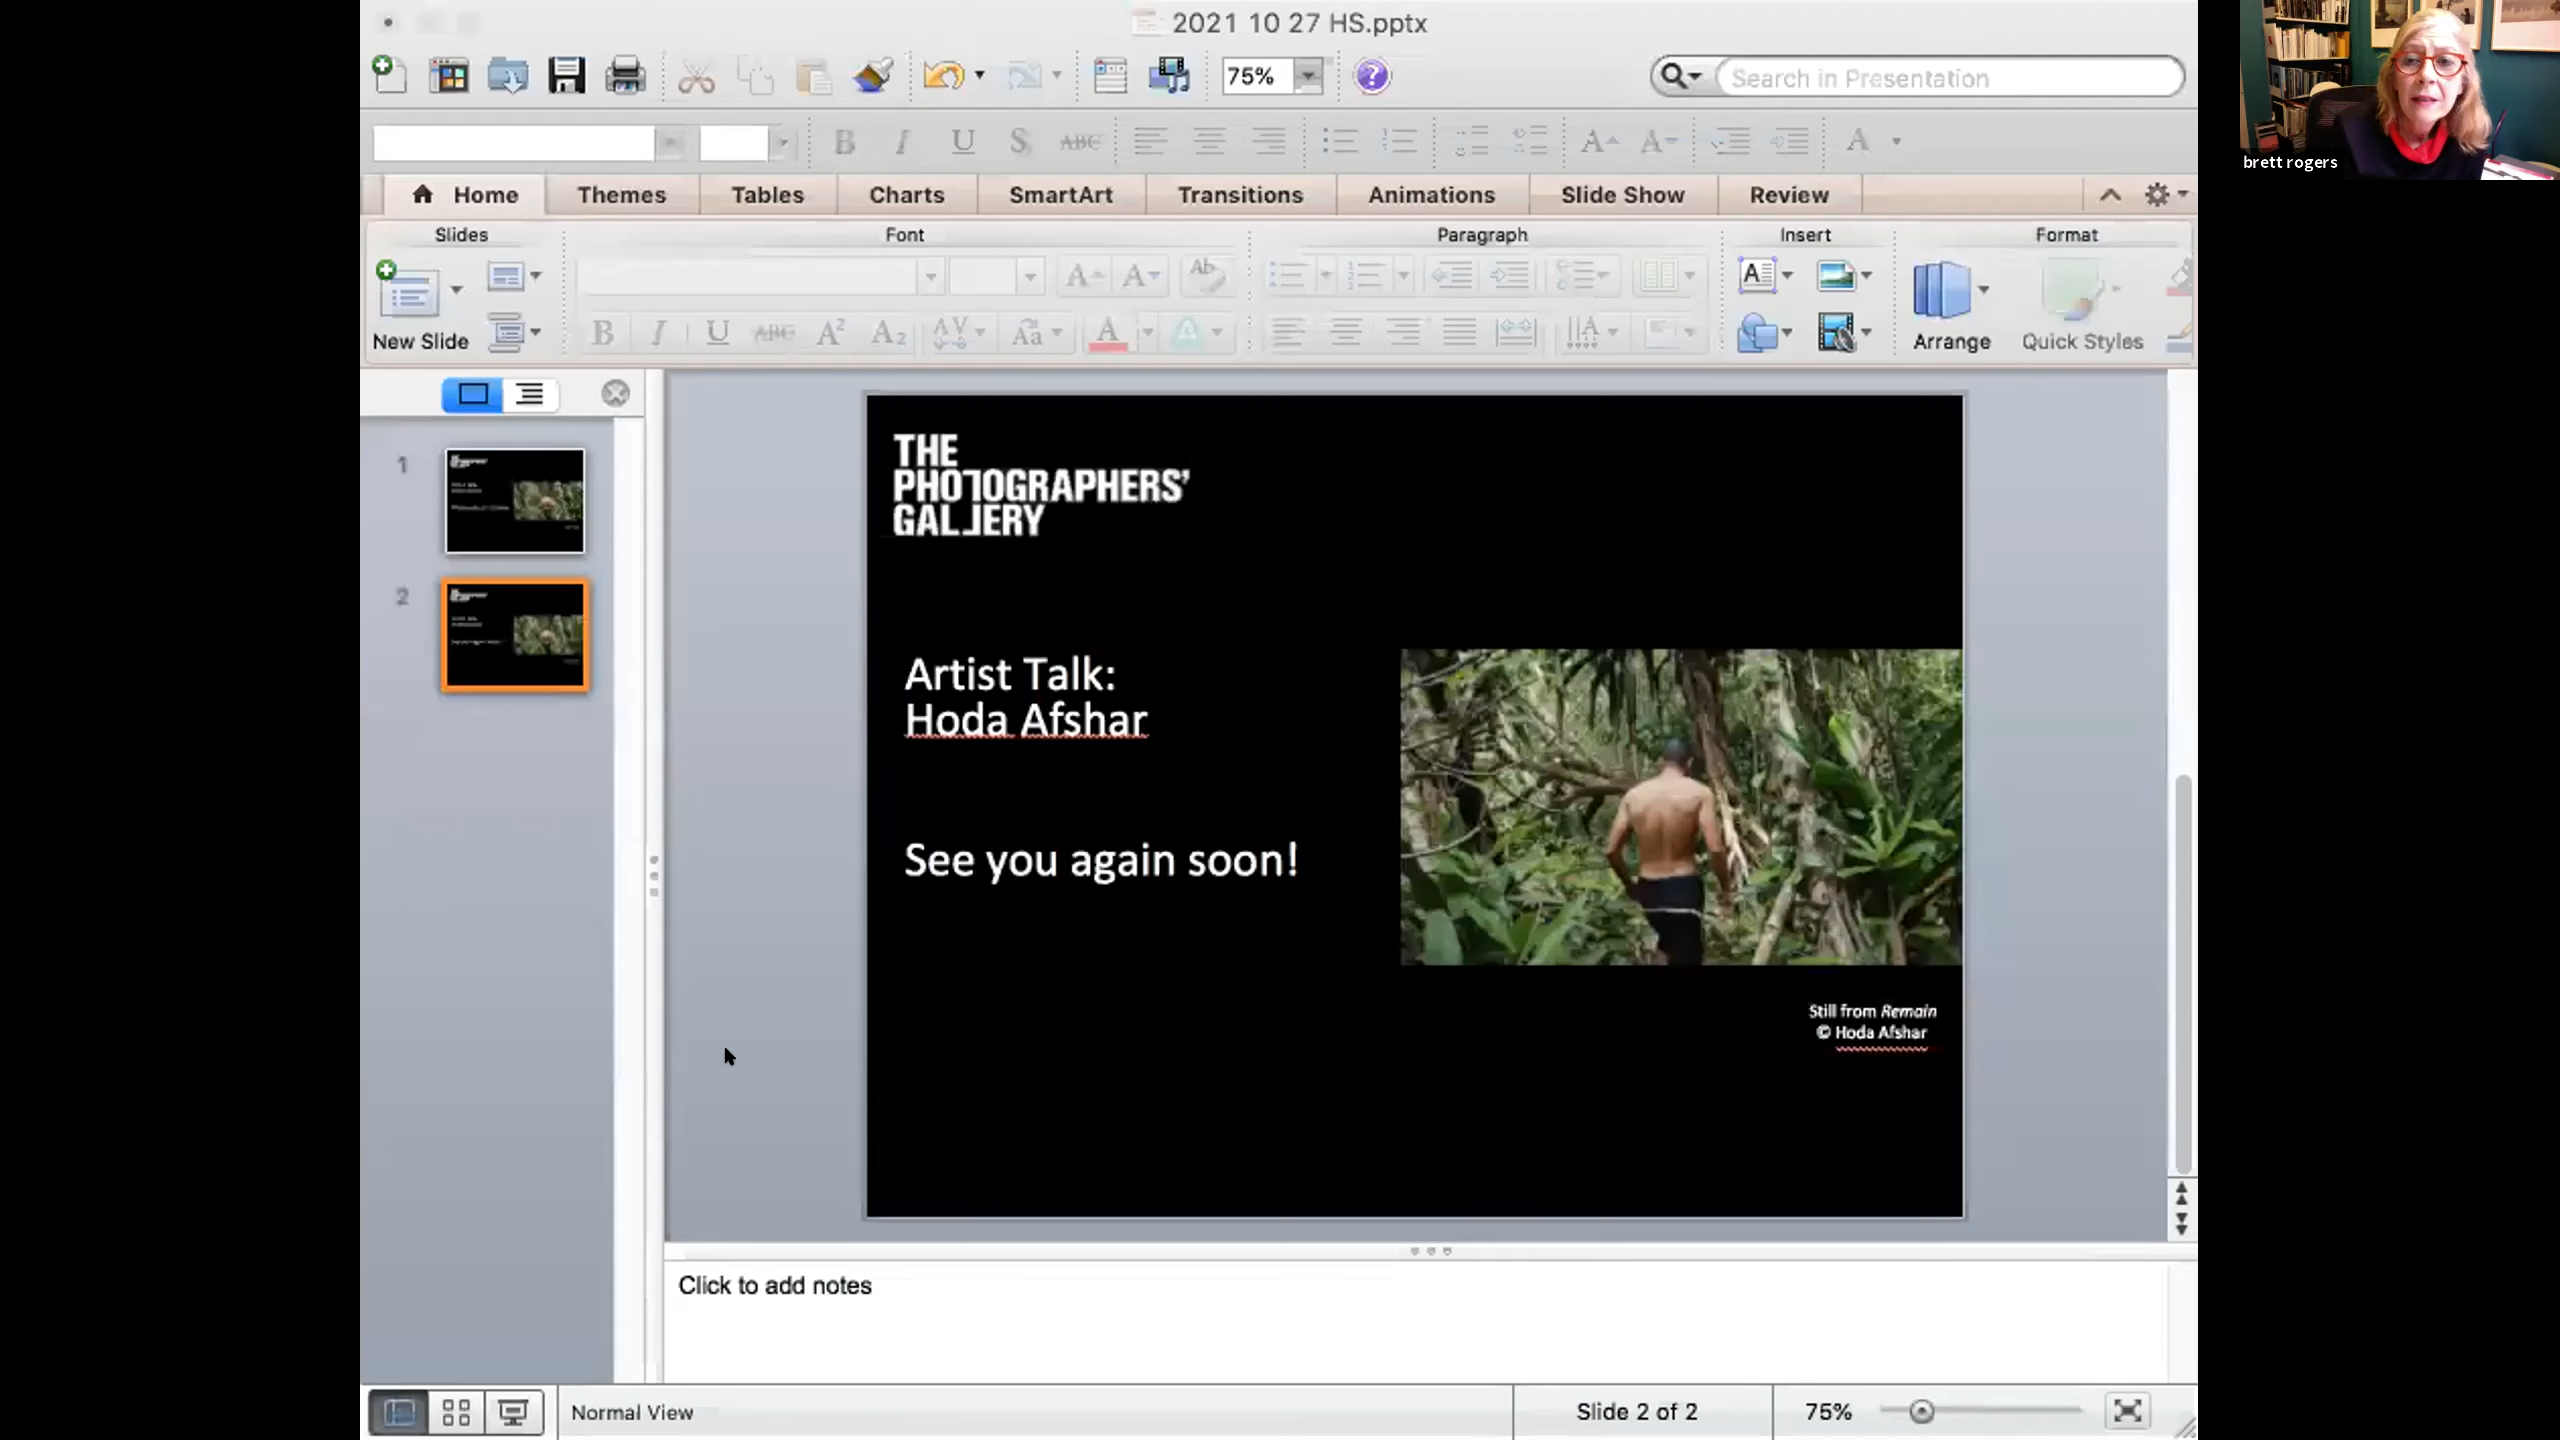 2021 10 27 HS.pptx
75%
Search in Presentation
brett rogers
Home
Themes
Tables
Charts
SmartArt
Transitions
Animations
Slide Show
Review
Slides
Font
Paragraph
Insert
Format
New Slide
Arrange
Quick Styles
1
2
THE
PHOTOGRAPHERS'
GALLERY
Artist Talk:
Hoda Afshar
See you again soon!
Still from Remain
© Hoda Afshar
Click to add notes
Normal View
Slide 2 of 2
75%